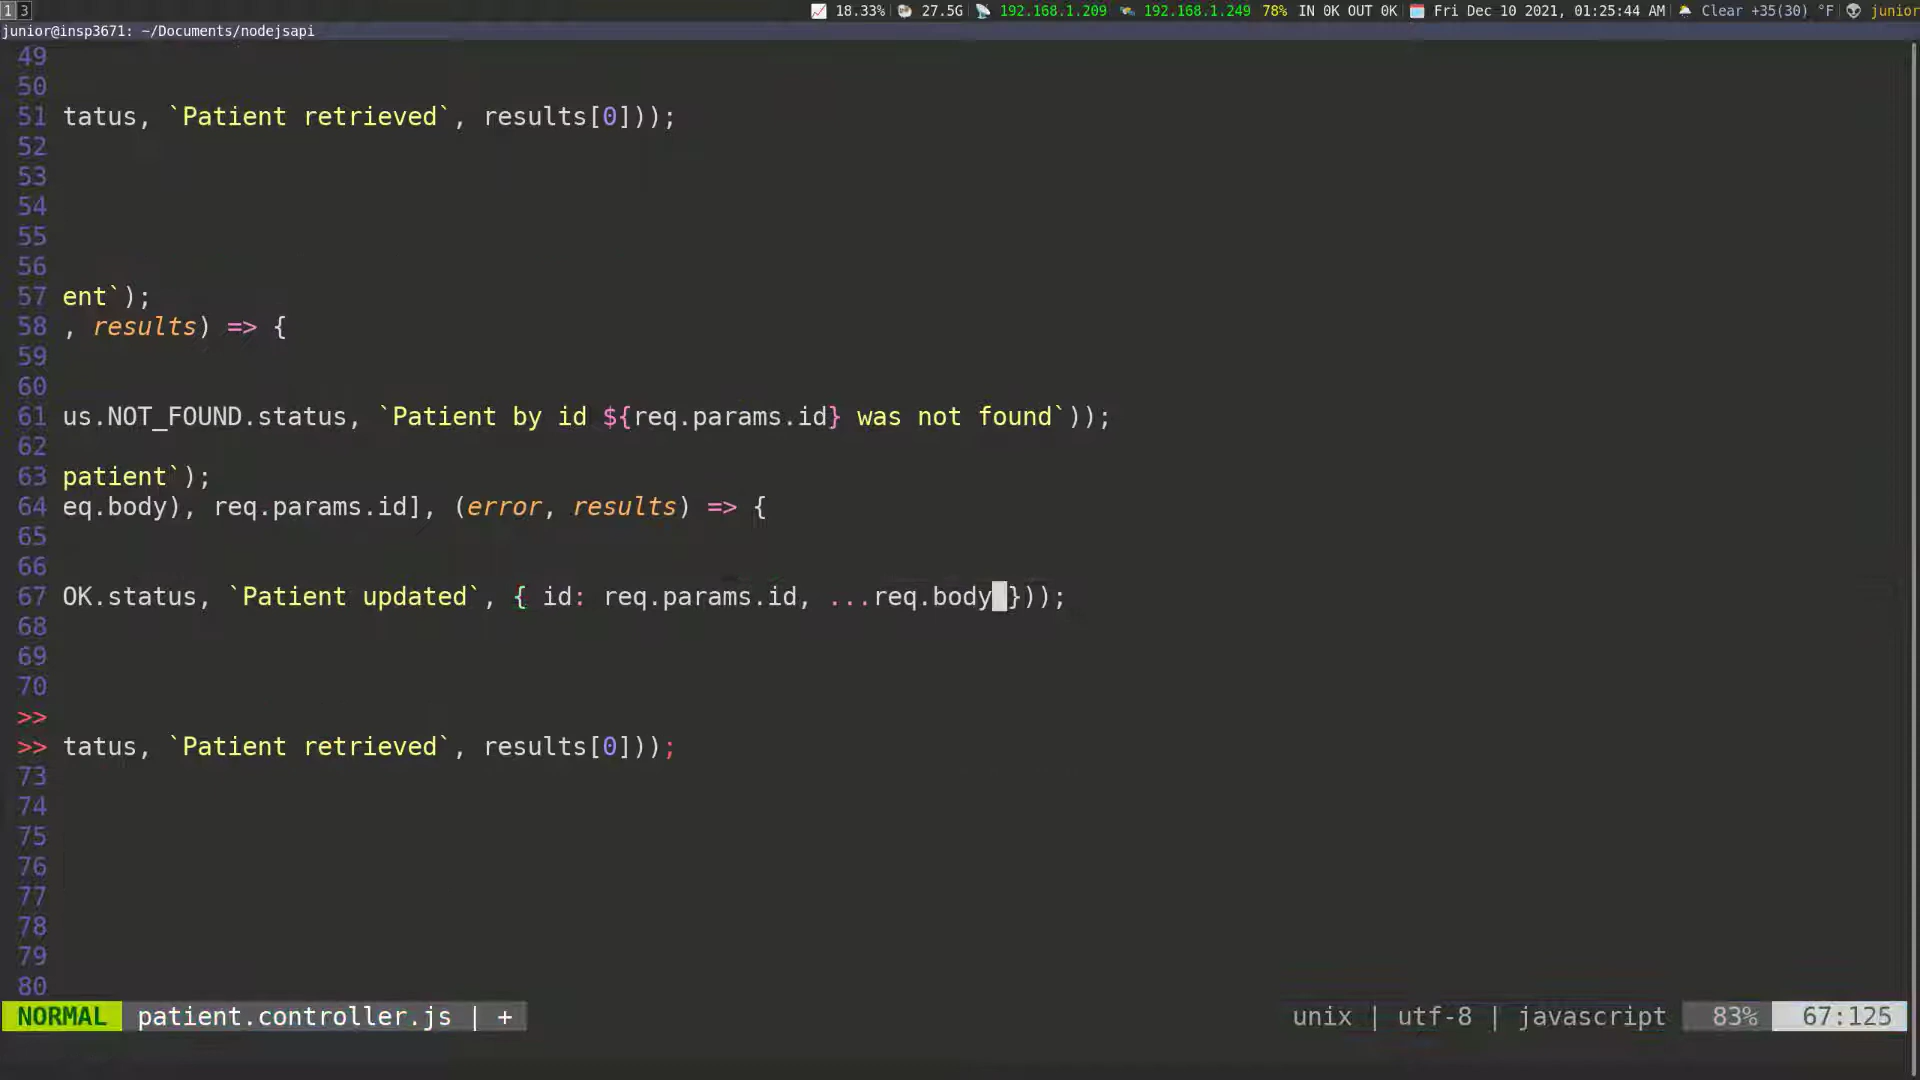 1 3 18.33% 27.5G 192.168.1.209 192.168.1.249 78% IN 0K OUT 0K Fri Dec 10 2021, 01:25:44 AM Clear +35(30) °F junior
junior@insp3671: ~/Documents/nodejsapi
49
50
51 tatus, `Patient retrieved`, results[0]));
52
53
54
55
56
57 ent`);
58 , results) => {
59
60
61 us.NOT_FOUND.status, `Patient by id ${req.params.id} was not found`));
62
63 patient`);
64 eq.body), req.params.id], (error, results) => {
65
66
67 OK.status, `Patient updated`, { id: req.params.id, ...req.body }));
68
69
70
>>
>> tatus, `Patient retrieved`, results[0]));
73
74
75
76
77
78
79
80
NORMAL patient.controller.js | + unix | utf-8 | javascript 83% 67:125